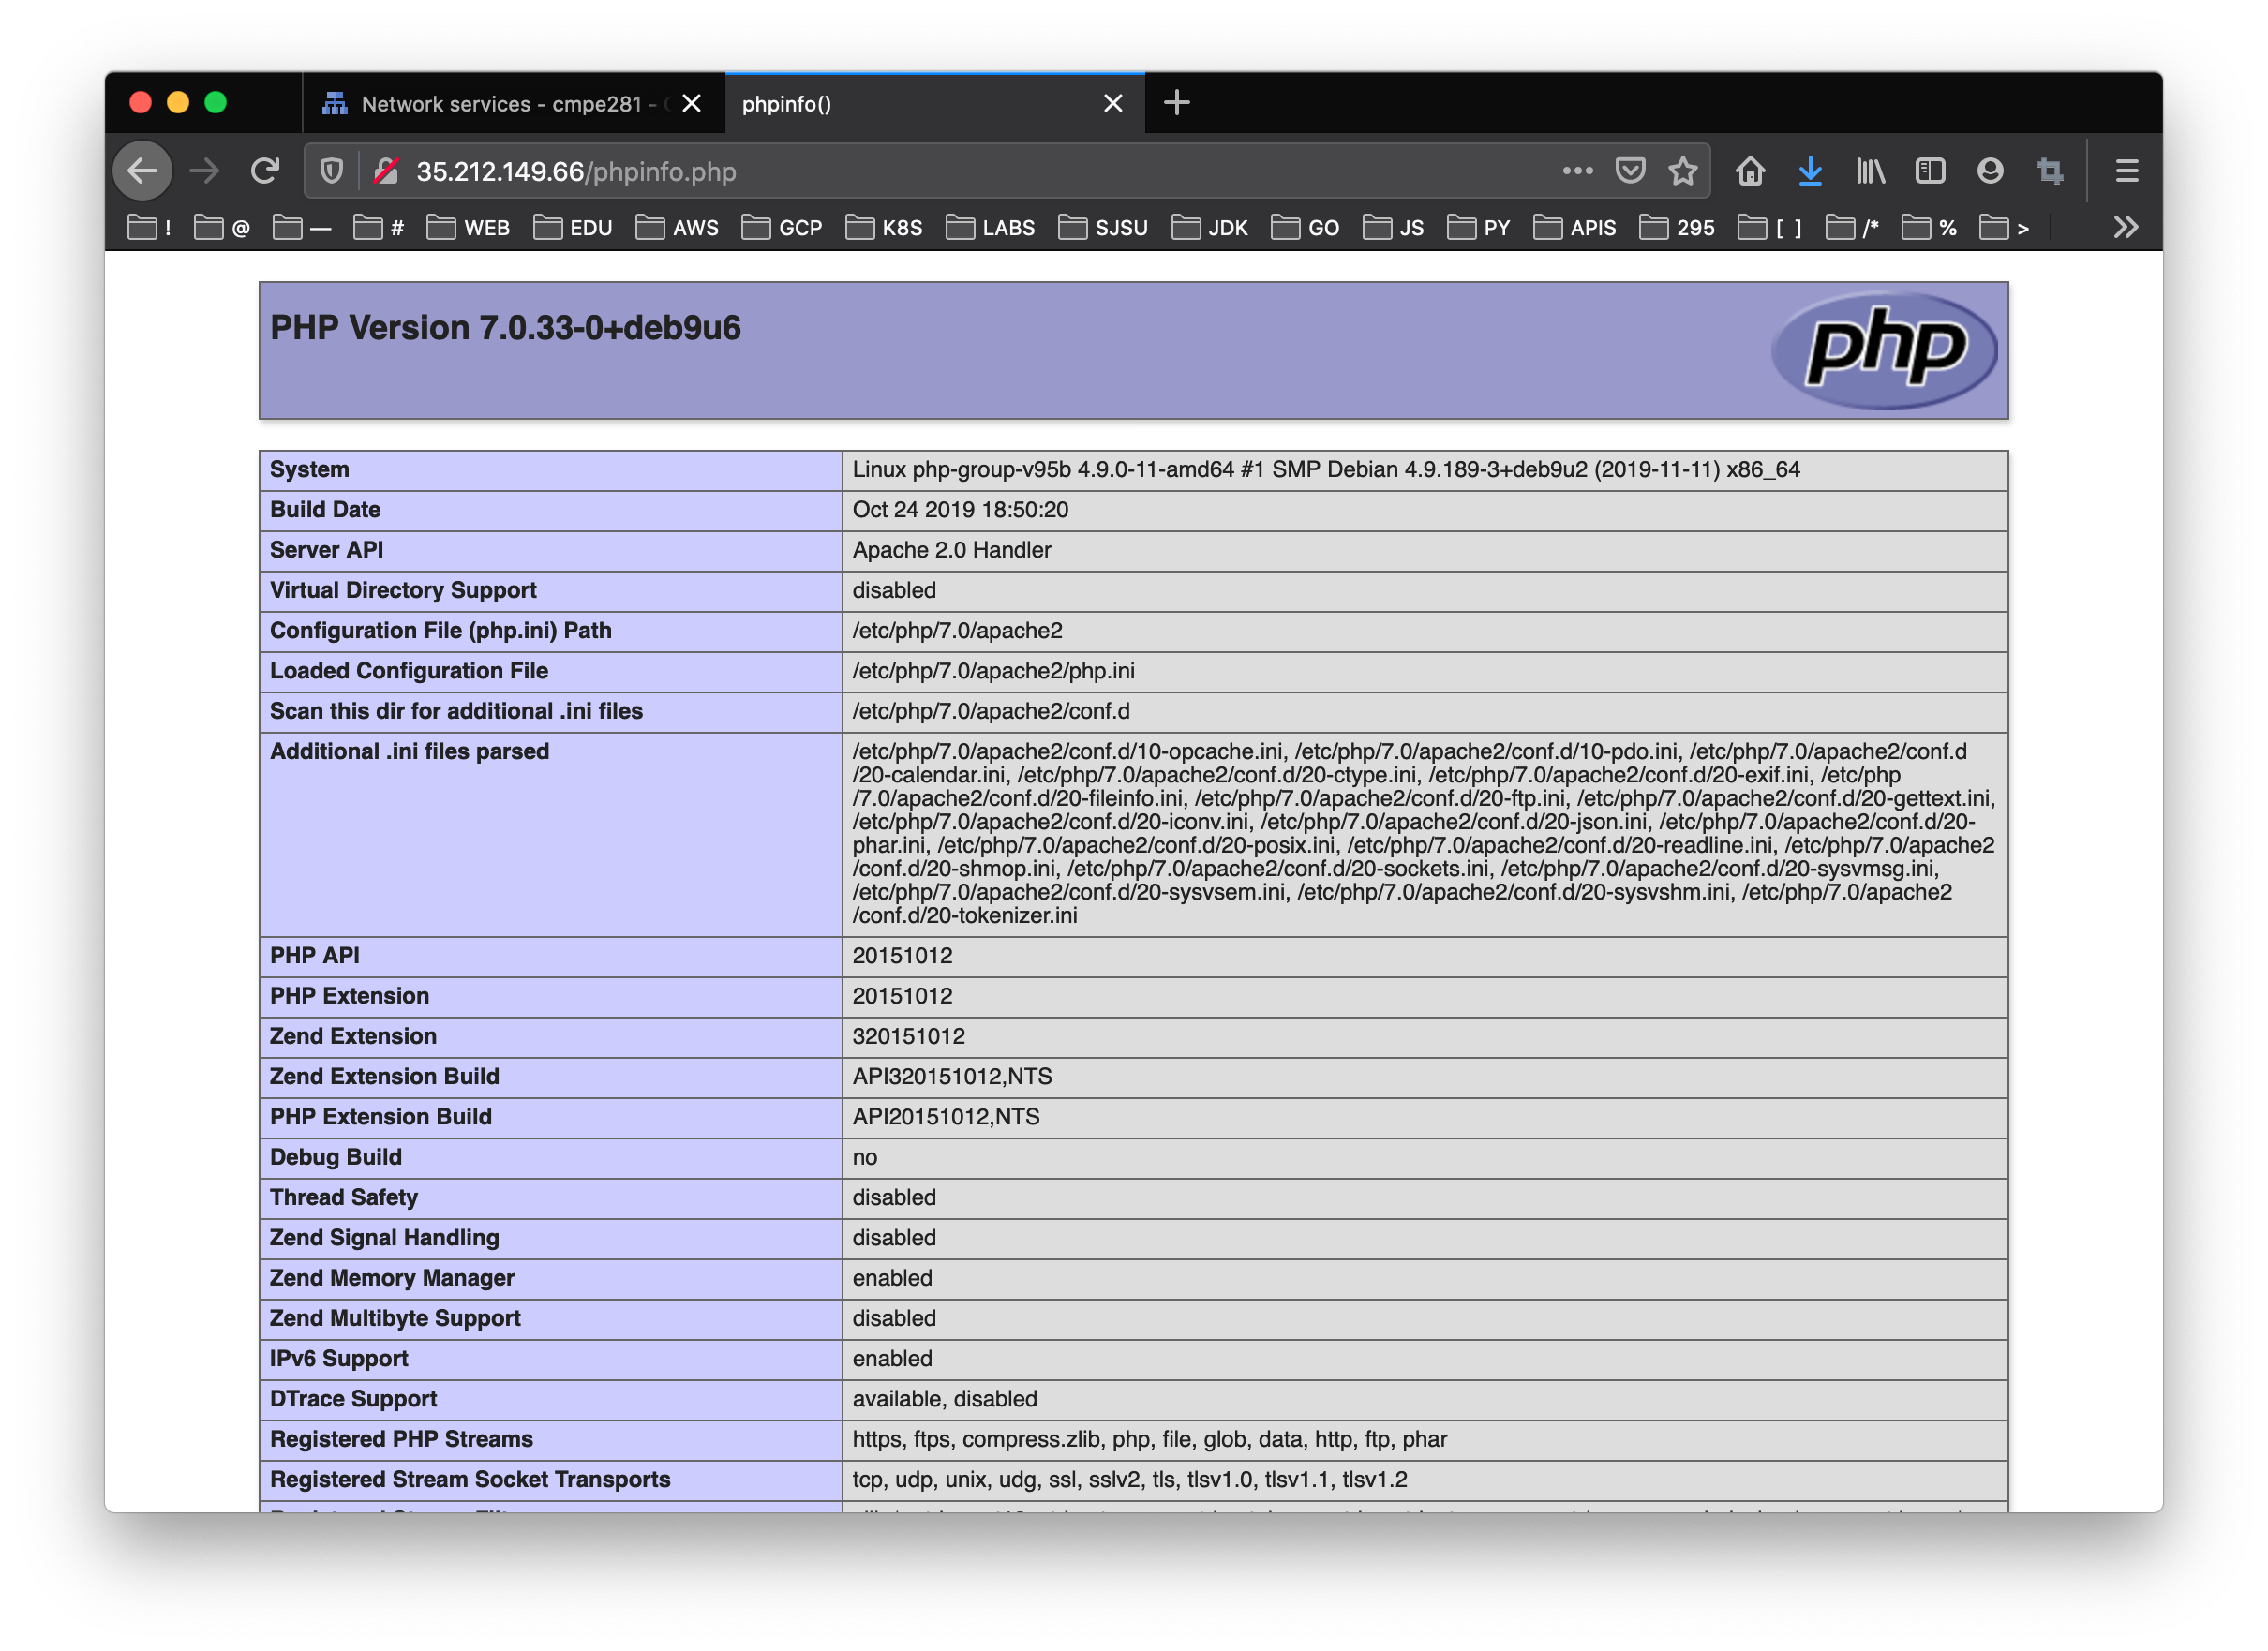 Network services - cmpe281 -
phpinfo()
35.212.149.66/phpinfo.php
! @ — # WEB EDU AWS GCP K8S LABS SJSU JDK GO JS PY APIS 295 [ ] /* % >
PHP Version 7.0.33-0+deb9u6
php
System Linux php-group-v95b 4.9.0-11-amd64 #1 SMP Debian 4.9.189-3+deb9u2 (2019-11-11) x86_64
Build Date Oct 24 2019 18:50:20
Server API Apache 2.0 Handler
Virtual Directory Support disabled
Configuration File (php.ini) Path /etc/php/7.0/apache2
Loaded Configuration File /etc/php/7.0/apache2/php.ini
Scan this dir for additional .ini files /etc/php/7.0/apache2/conf.d
Additional .ini files parsed /etc/php/7.0/apache2/conf.d/10-opcache.ini, /etc/php/7.0/apache2/conf.d/10-pdo.ini, /etc/php/7.0/apache2/conf.d
/20-calendar.ini, /etc/php/7.0/apache2/conf.d/20-ctype.ini, /etc/php/7.0/apache2/conf.d/20-exif.ini, /etc/php
/7.0/apache2/conf.d/20-fileinfo.ini, /etc/php/7.0/apache2/conf.d/20-ftp.ini, /etc/php/7.0/apache2/conf.d/20-gettext.ini,
/etc/php/7.0/apache2/conf.d/20-iconv.ini, /etc/php/7.0/apache2/conf.d/20-json.ini, /etc/php/7.0/apache2/conf.d/20-
phar.ini, /etc/php/7.0/apache2/conf.d/20-posix.ini, /etc/php/7.0/apache2/conf.d/20-readline.ini, /etc/php/7.0/apache2
/conf.d/20-shmop.ini, /etc/php/7.0/apache2/conf.d/20-sockets.ini, /etc/php/7.0/apache2/conf.d/20-sysvmsg.ini,
/etc/php/7.0/apache2/conf.d/20-sysvsem.ini, /etc/php/7.0/apache2/conf.d/20-sysvshm.ini, /etc/php/7.0/apache2
/conf.d/20-tokenizer.ini
PHP API 20151012
PHP Extension 20151012
Zend Extension 320151012
Zend Extension Build API320151012,NTS
PHP Extension Build API20151012,NTS
Debug Build no
Thread Safety disabled
Zend Signal Handling disabled
Zend Memory Manager enabled
Zend Multibyte Support disabled
IPv6 Support enabled
DTrace Support available, disabled
Registered PHP Streams https, ftps, compress.zlib, php, file, glob, data, http, ftp, phar
Registered Stream Socket Transports tcp, udp, unix, udg, ssl, sslv2, tls, tlsv1.0, tlsv1.1, tlsv1.2